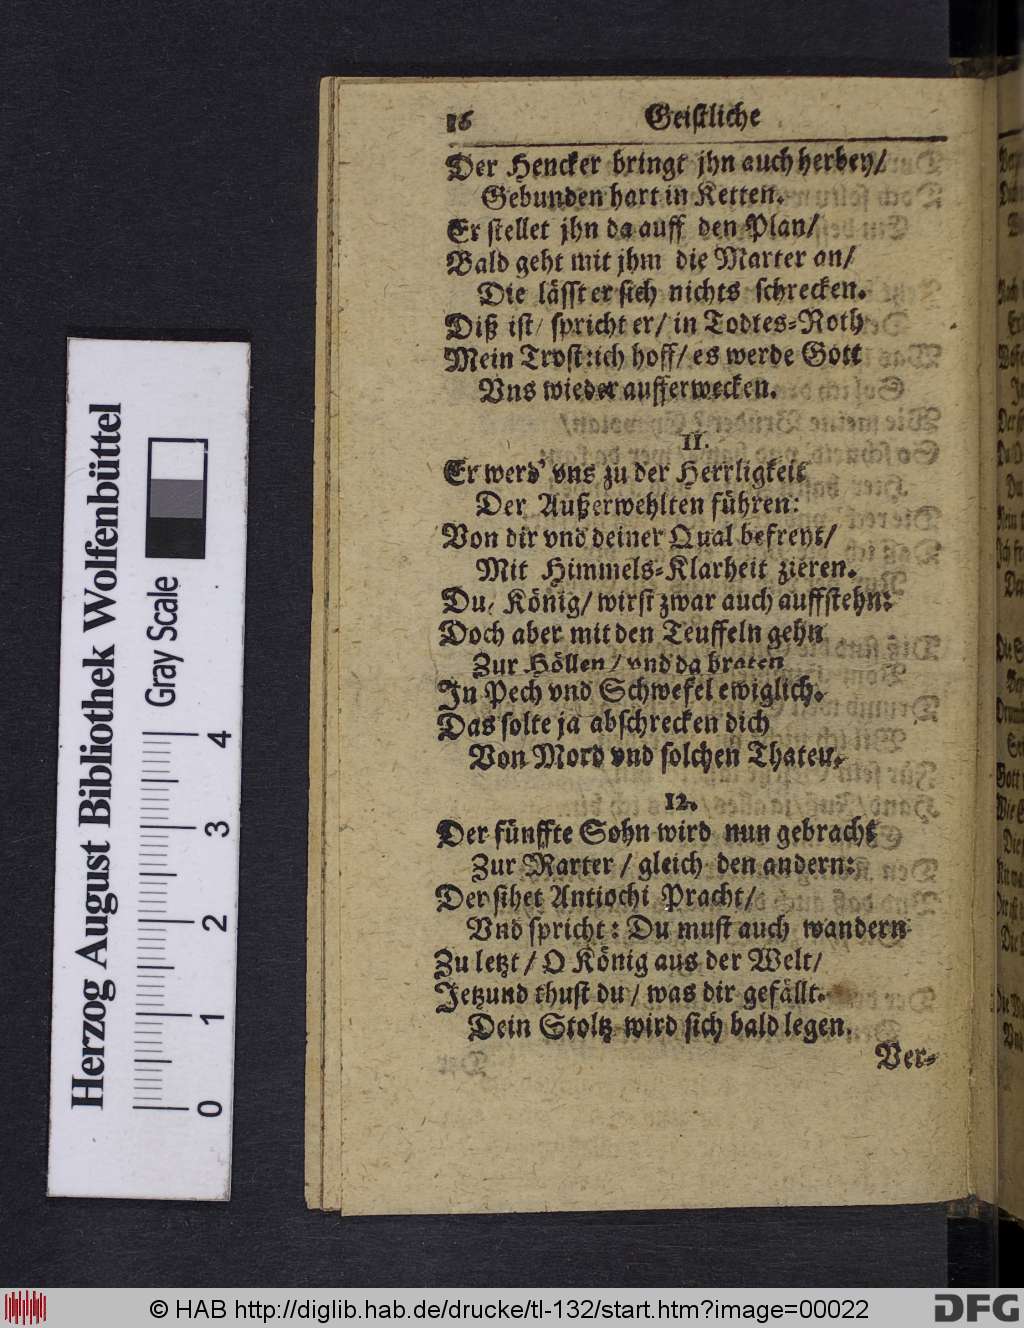 16 Geistliche
Der Hencker bringt jhn auch herbey/
Gebunden hart in Ketten.
Er stellet jhn da auff den Plan/
Bald geht mit jhm die Marter an/
Die lässt er sich nichts schrecken.
Diß ist/ spricht er/ in Todtes-Noth
Mein Trost: ich hoff/ es werde Gott
Vns wieder aufferwecken.
11.
Er werd' vns zu der Herrligkeit
Der Außerwehlten führen:
Von dir vnd deiner Qual befreyt/
Mit Himmels-Klarheit zieren.
Du, König/ wirst zwar auch auffstehn:
Doch aber mit den Teuffeln gehn
Zur Höllen/ vnd da braten
In Pech vnd Schwefel ewiglich.
Das solte ja abschrecken dich
Von Mord vnd solchen Thaten.
12.
Der fünffte Sohn wird nun gebracht
Zur Marter/ gleich den andern:
Der sihet Antiochi Pracht/
Vnd spricht: Du must auch wandern
Zu letzt/ O König aus der Welt/
Jetzund thust du/ was dir gefällt.
Dein Stoltz wird sich bald legen.
Ver-
Herzog August Bibliothek Wolfenbüttel
Gray Scale
0 1 2 3 4
© HAB http://diglib.hab.de/drucke/tl-132/start.htm?image=00022
DFG